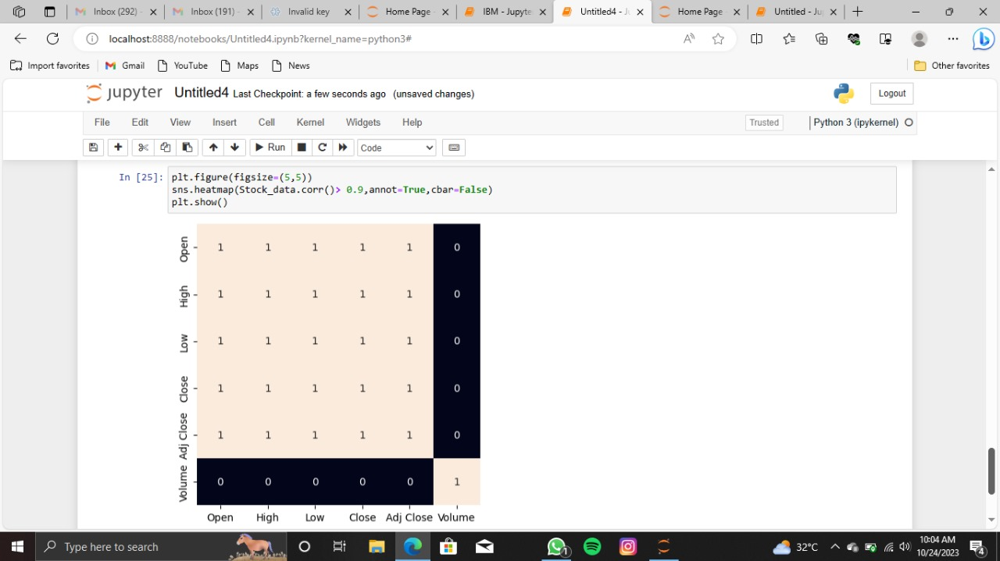 Inbox (292) -
Inbox (191) -
Invalid key
Home Page -
IBM - Jupyte
Untitled4 - Ju
Home Page -
Untitled - Jup
localhost:8888/notebooks/Untitled4.ipynb?kernel_name=python3#
Import favorites
Gmail
YouTube
Maps
News
Other favorites
jupyter Untitled4 Last Checkpoint: a few seconds ago (unsaved changes)
Logout
File Edit View Insert Cell Kernel Widgets Help
Trusted
Python 3 (ipykernel)
Run
Code
In [25]:
plt.figure(figsize=(5,5))
sns.heatmap(Stock_data.corr()> 0.9,annot=True,cbar=False)
plt.show()
Open 1 1 1 1 1 0
High 1 1 1 1 1 0
Low 1 1 1 1 1 0
Close 1 1 1 1 1 0
Adj Close 1 1 1 1 1 0
Volume 0 0 0 0 0 1
Open High Low Close Adj Close Volume
Type here to search
1
32°C
10:04 AM
10/24/2023
4